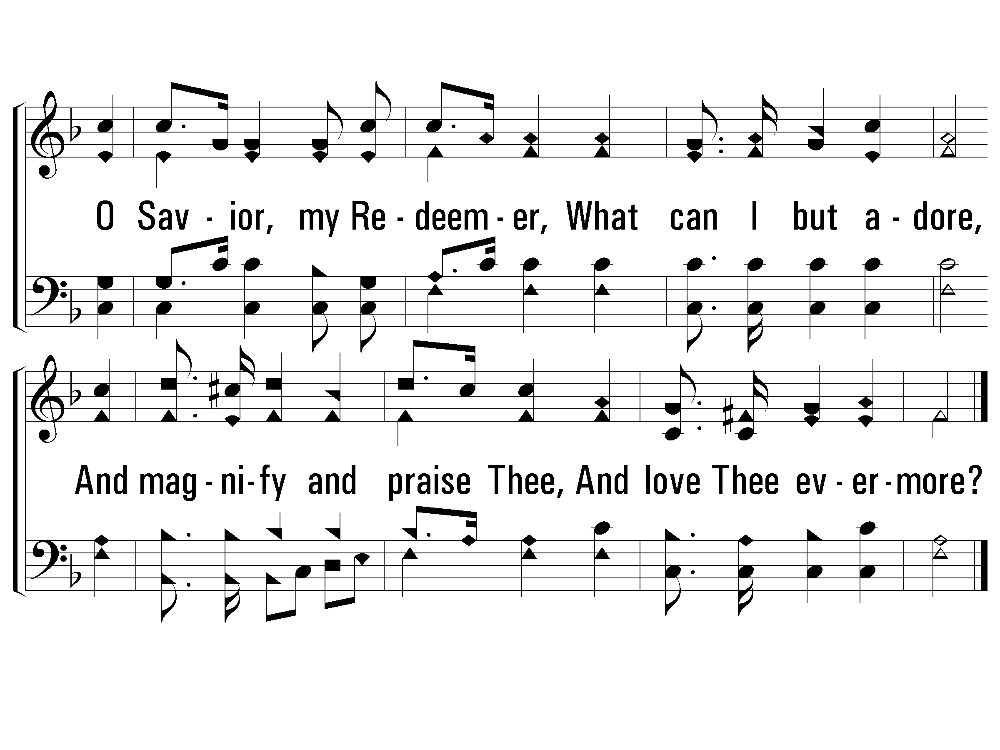 O Sav - ior, my Re - deem - er, What can I but a - dore,
And mag - ni - fy and praise Thee, And love Thee ev - er - more?